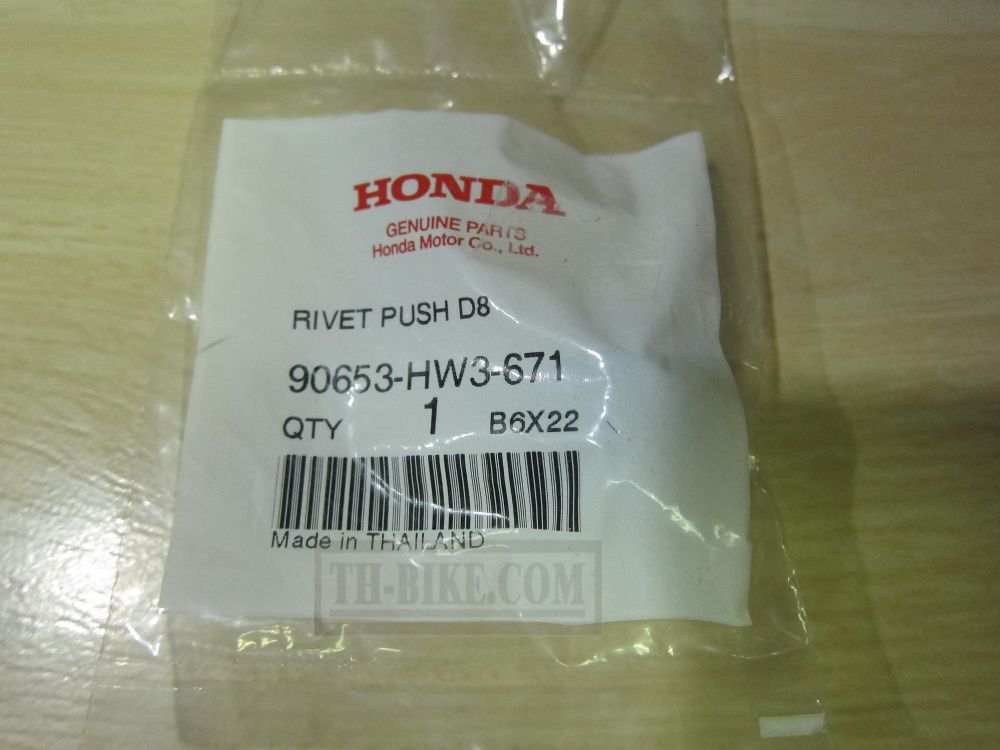 HONDA
GENUINE PARTS
Honda Motor Co., Ltd.
RIVET PUSH D8
90653-HW3-671
QTY 1 B6X22
Made in THAILAND
TH-BIKE.COM